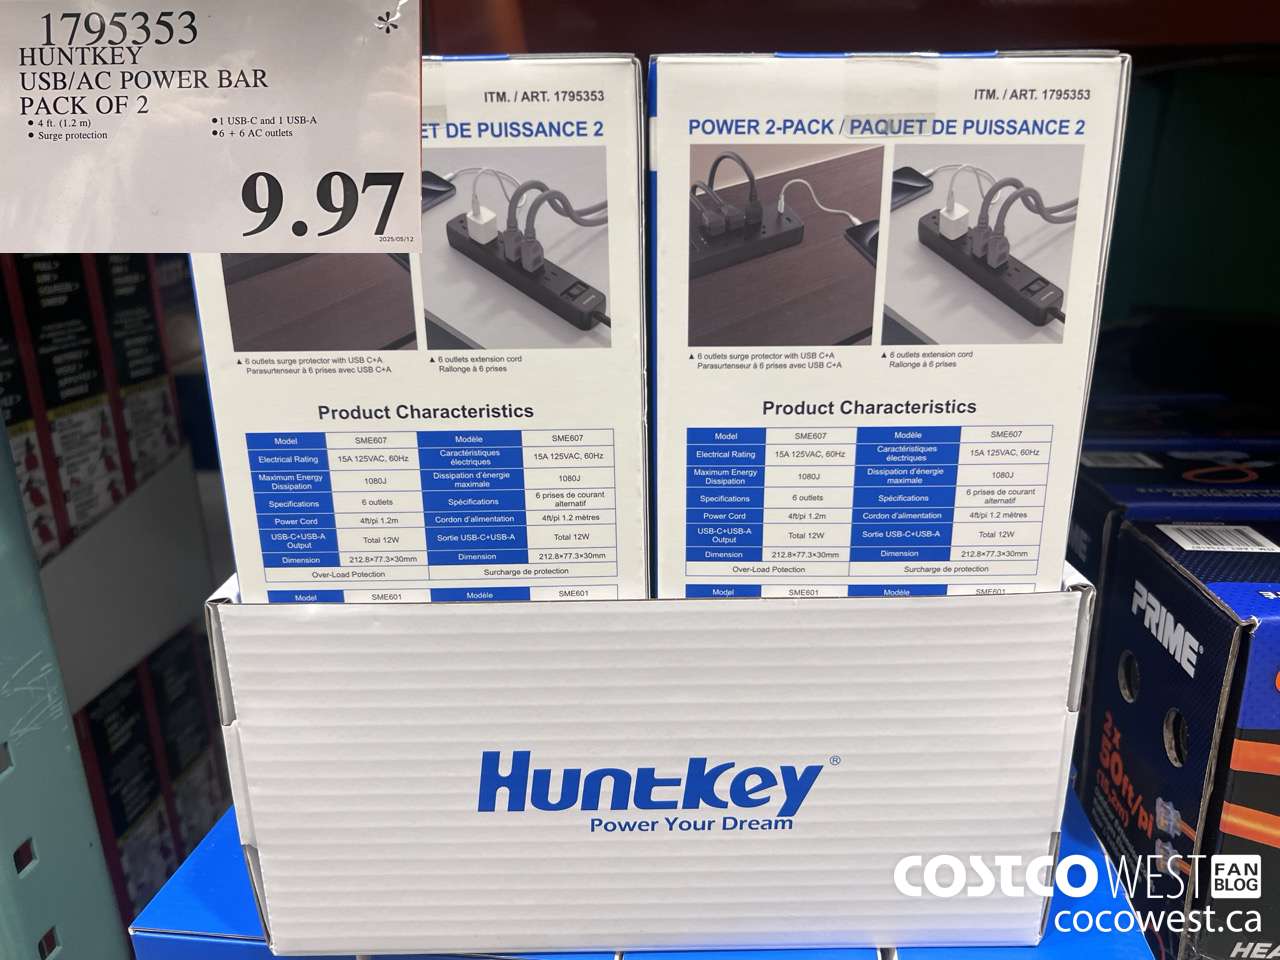 1795353
*
HUNTKEY
USB/AC POWER BAR
PACK OF 2
• 4 ft. (1.2 m)
• Surge protection
• 1 USB-C and 1 USB-A
• 6 + 6 AC outlets
9.97
2025/05/12
ITM. / ART. 1795353
ET DE PUISSANCE 2
▲ 6 outlets surge protector with USB C+A
Parasurtenseur à 6 prises avec USB C+A
▲ 6 outlets extension cord
Rallonge à 6 prises
Product Characteristics
Model SME607 Modèle SME607
Electrical Rating 15A 125VAC, 60Hz Caractéristiques électriques 15A 125VAC, 60Hz
Maximum Energy Dissipation 1080J Dissipation d'énergie maximale 1080J
Specifications 6 outlets Spécifications 6 prises de courant alternatif
Power Cord 4ft/pi 1.2m Cordon d'alimentation 4ft/pi 1.2 mètres
USB-C+USB-A Output Total 12W Sortie USB-C+USB-A Total 12W
Dimension 212.8×77.3×30mm Dimension 212.8×77.3×30mm
Over-Load Potection Surcharge de protection
Model SME601 Modèle SME601
ITM. / ART. 1795353
POWER 2-PACK / PAQUET DE PUISSANCE 2
▲ 6 outlets surge protector with USB C+A
Parasurtenseur à 6 prises avec USB C+A
▲ 6 outlets extension cord
Rallonge à 6 prises
Product Characteristics
Model SME607 Modèle SME607
Electrical Rating 15A 125VAC, 60Hz Caractéristiques électriques 15A 125VAC, 60Hz
Maximum Energy Dissipation 1080J Dissipation d'énergie maximale 1080J
Specifications 6 outlets Spécifications 6 prises de courant alternatif
Power Cord 4ft/pi 1.2m Cordon d'alimentation 4ft/pi 1.2 mètres
USB-C+USB-A Output Total 12W Sortie USB-C+USB-A Total 12W
Dimension 212.8×77.3×30mm Dimension 212.8×77.3×30mm
Over-Load Potection Surcharge de protection
Model SME601 Modèle SME601
HuntKey®
Power Your Dream
PRIME®
2x
50ft/pi
(15.2m)
HEA
COSTCO WEST FAN BLOG
cocowest.ca